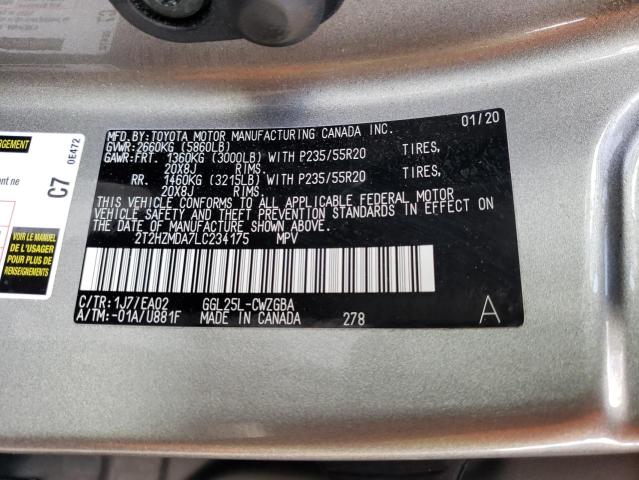 MFD.BY:TOYOTA MOTOR MANUFACTURING CANADA INC. 01/20
GVWR:2660KG (5860LB)
GAWR:FRT. 1360KG (3000LB) WITH P235/55R20 TIRES,
20X8J RIMS.
RR. 1460KG (3215LB) WITH P235/55R20 TIRES,
20X8J RIMS.
THIS VEHICLE CONFORMS TO ALL APPLICABLE FEDERAL MOTOR
VEHICLE SAFETY AND THEFT PREVENTION STANDARDS IN EFFECT ON
THE DATE OF MANUFACTURE SHOWN ABOVE.
2T2HZMDA7LC234175 MPV
C/TR:1J7/EA02 GGL25L-CWZGBA
A/TM:-01A/U881F MADE IN CANADA 278 A
C7
0E472
VOIR LE MANUEL
DE L'USAGER
POUR PLUS DE
RENSEIGNEMENTS
ne